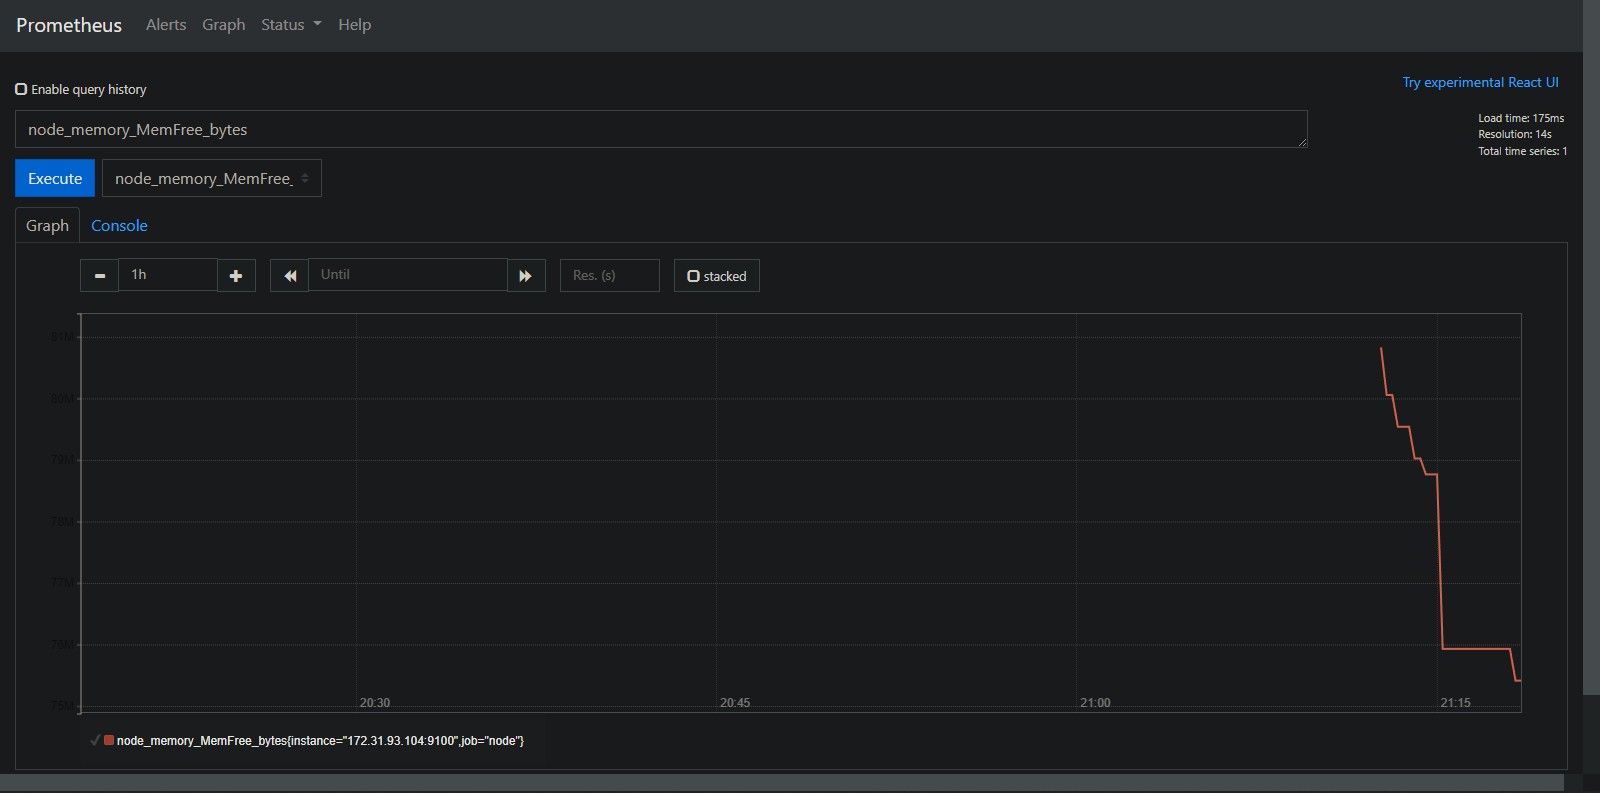 Prometheus Alerts Graph Status Help
Try experimental React UI
Enable query history
node_memory_MemFree_bytes
Load time: 175ms
Resolution: 14s
Total time series: 1
Execute node_memory_MemFree_
Graph Console
1h Until Res. (s) stacked
81M
80M
79M
78M
77M
76M
75M
20:30 20:45 21:00 21:15
node_memory_MemFree_bytes{instance="172.31.93.104:9100",job="node"}